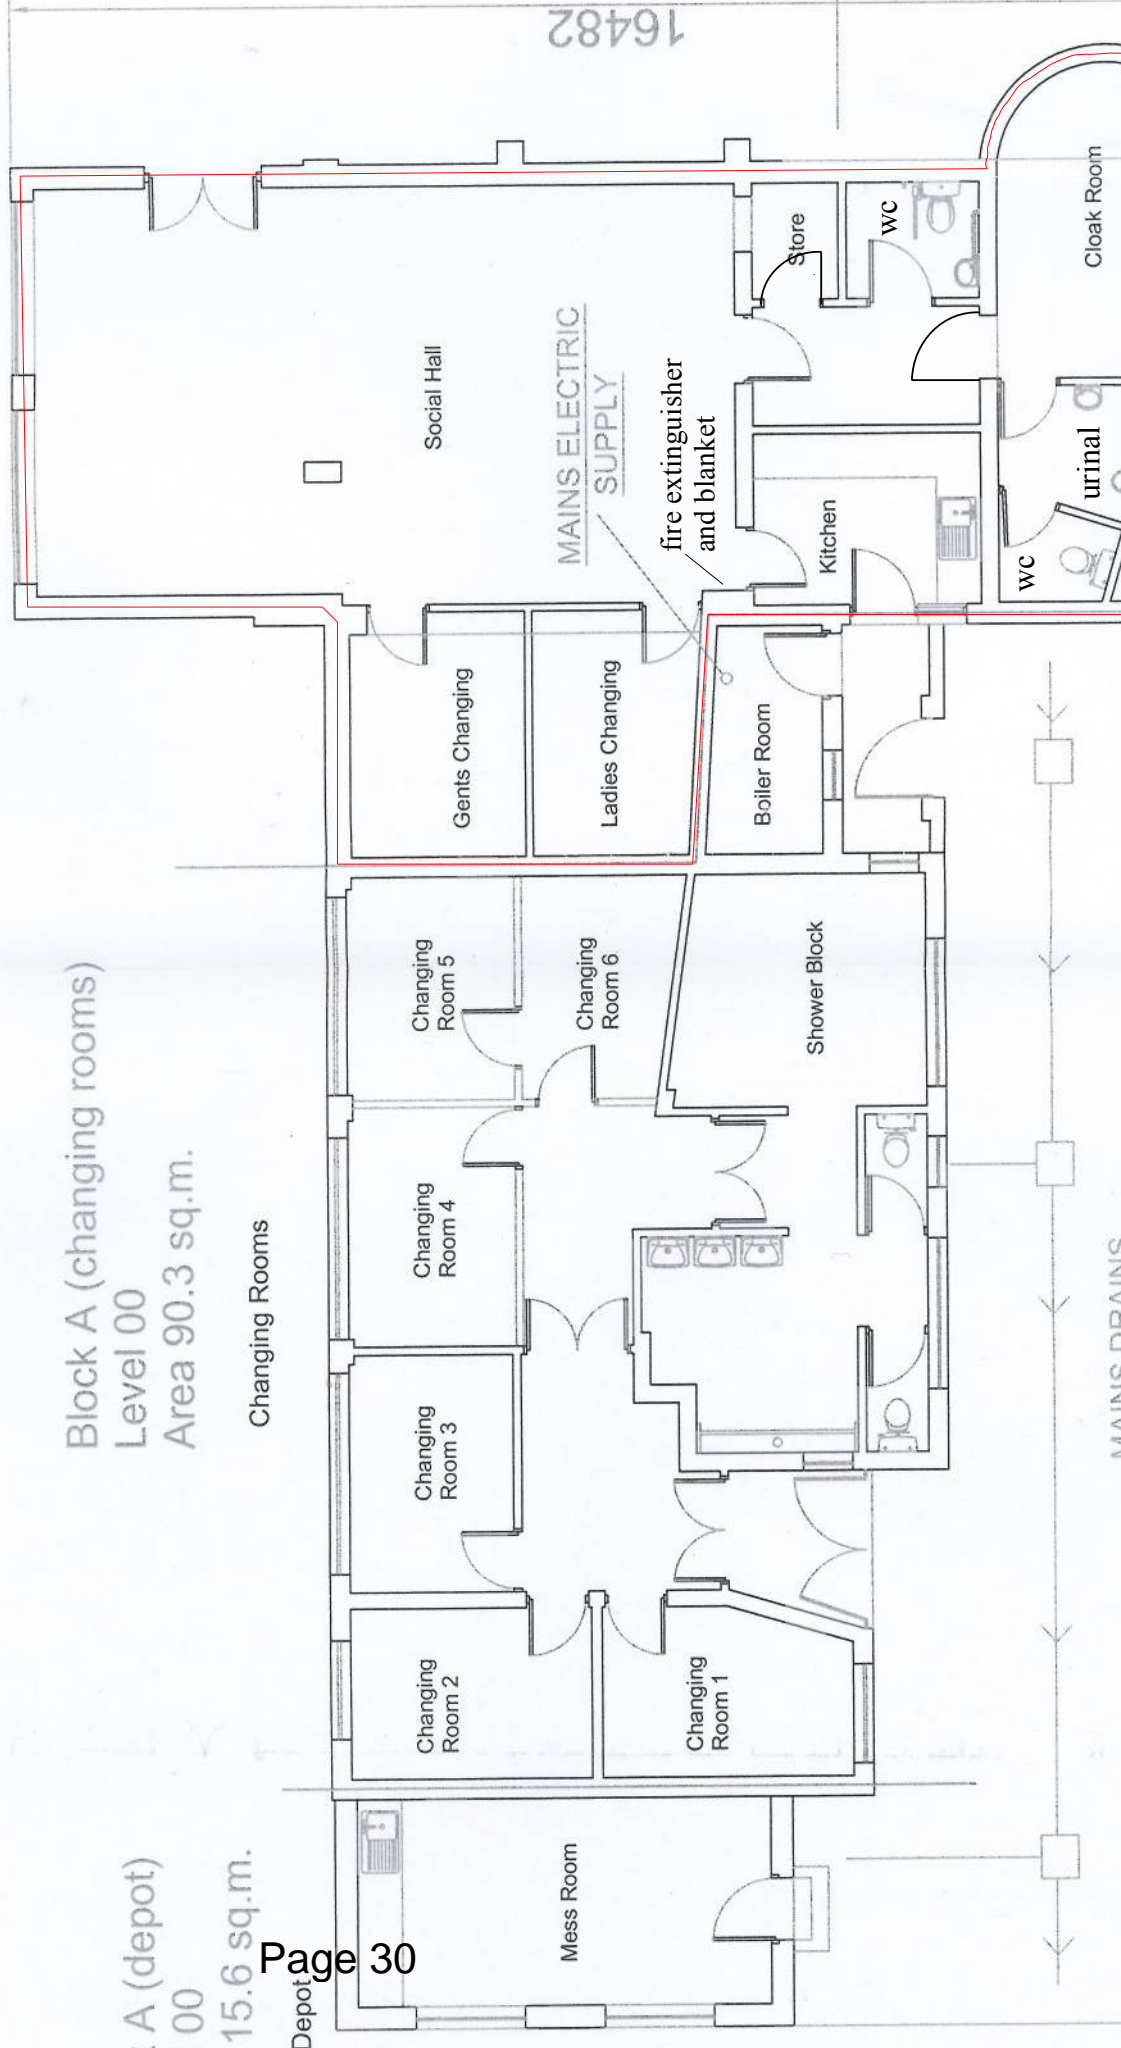 16482
Social Hall
Store
wc
Cloak Room
MAINS ELECTRIC
SUPPLY
fire extinguisher
and blanket
Kitchen
urinal
wc
Gents Changing
Ladies Changing
Boiler Room
Block A (changing rooms)
Level 00
Area 90.3 sq.m.
Changing Rooms
Changing
Room 5
Changing
Room 6
Shower Block
Changing
Room 4
Changing
Room 3
Changing
Room 2
Changing
Room 1
MAINS DRAINS
Mess Room
A (depot)
00
15.6 sq.m.
Depot
Page 30